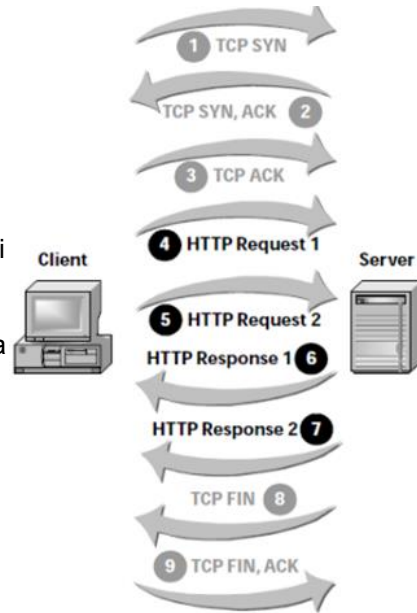 1 TCP SYN
TCP SYN, ACK 2
3 TCP ACK
4 HTTP Request 1
i
Client
Server
5 HTTP Request 2
a
HTTP Response 1 6
HTTP Response 2 7
TCP FIN 8
9 TCP FIN, ACK